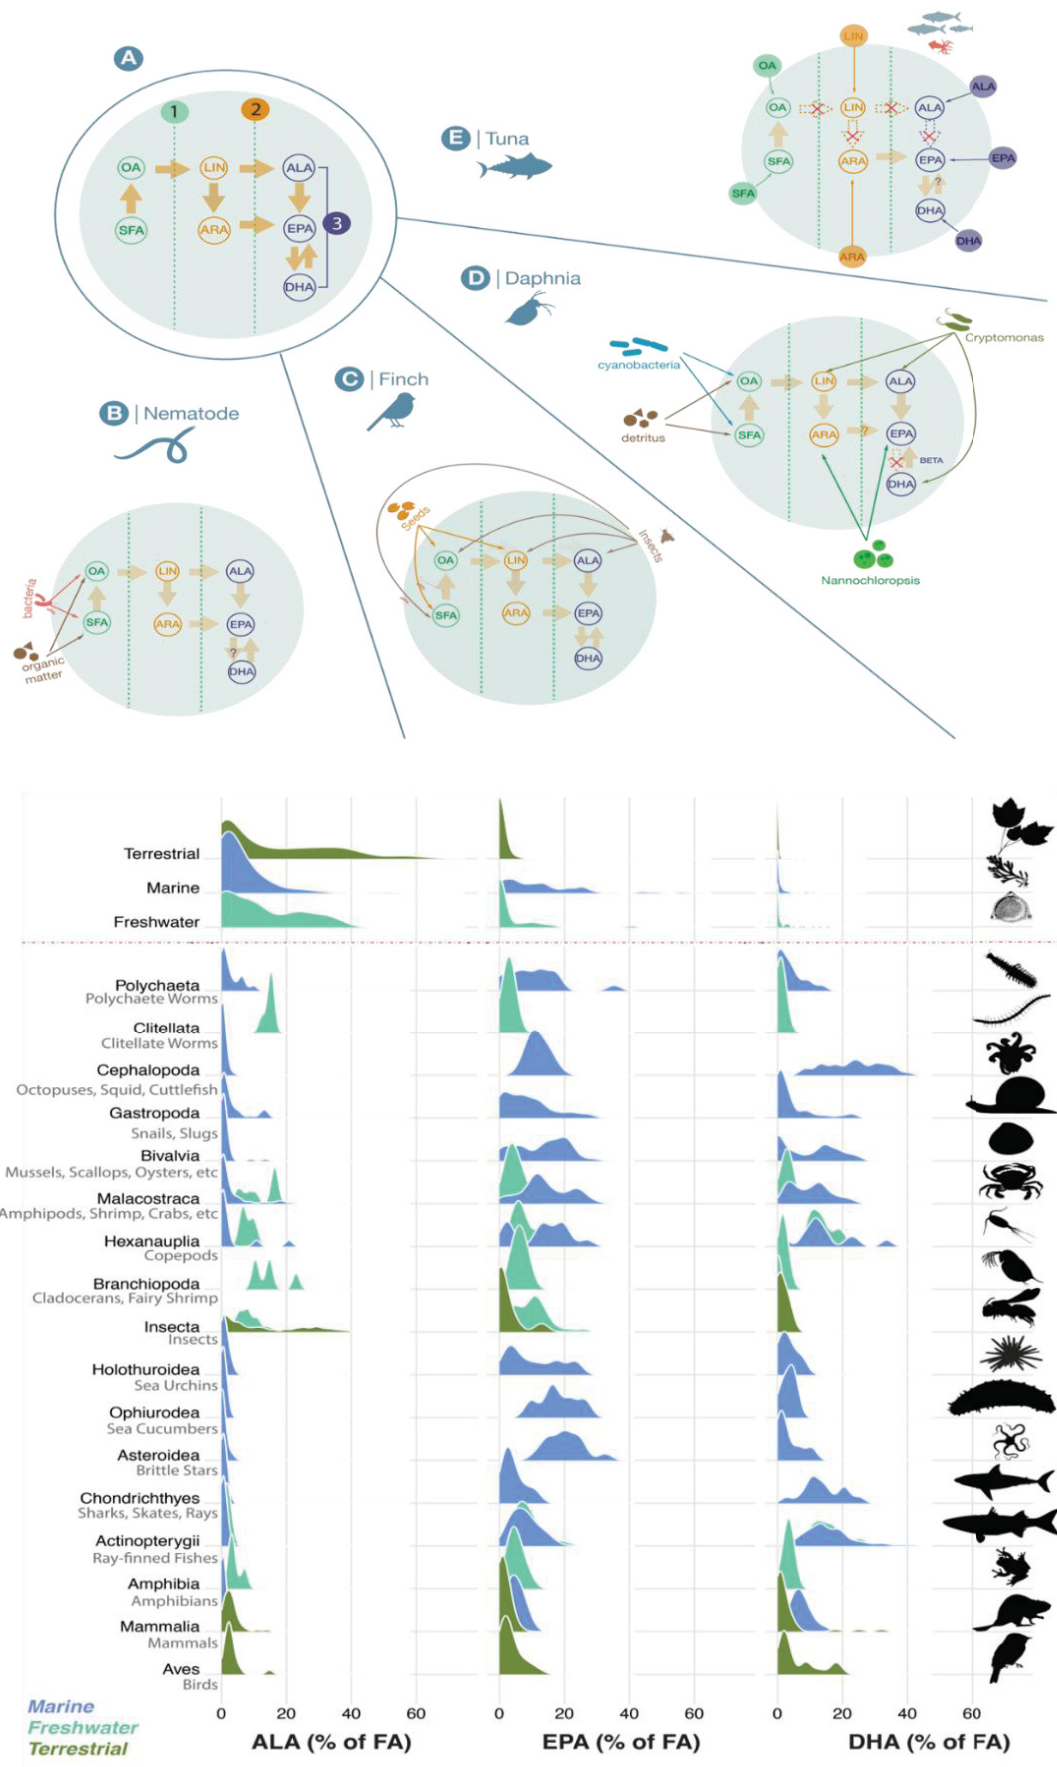 A
1
2
OA
LIN
ALA
SFA
ARA
EPA
3
DHA
E | Tuna
LIN
OA
ALA
OA
LIN
ALA
SFA
ARA
EPA
EPA
?
SFA
DHA
DHA
ARA
D | Daphnia
cyanobacteria
Cryptomonas
OA
LIN
ALA
detritus
SFA
ARA
?
EPA
BETA
DHA
Nannochloropsis
C | Finch
Seeds
insects
OA
LIN
ALA
SFA
ARA
EPA
DHA
B | Nematode
bacteria
OA
LIN
ALA
SFA
ARA
EPA
?
organic
matter
DHA
Terrestrial
Marine
Freshwater
Polychaeta
Polychaete Worms
Clitellata
Clitellate Worms
Cephalopoda
Octopuses, Squid, Cuttlefish
Gastropoda
Snails, Slugs
Bivalvia
Mussels, Scallops, Oysters, etc
Malacostraca
Amphipods, Shrimp, Crabs, etc
Hexanauplia
Copepods
Branchiopoda
Cladocerans, Fairy Shrimp
Insecta
Insects
Holothuroidea
Sea Urchins
Ophiurodea
Sea Cucumbers
Asteroidea
Brittle Stars
Chondrichthyes
Sharks, Skates, Rays
Actinopterygii
Ray-finned Fishes
Amphibia
Amphibians
Mammalia
Mammals
Aves
Birds
0 20 40 60 0 20 40 60 0 20 40 60
ALA (% of FA) EPA (% of FA) DHA (% of FA)
Marine
Freshwater
Terrestrial